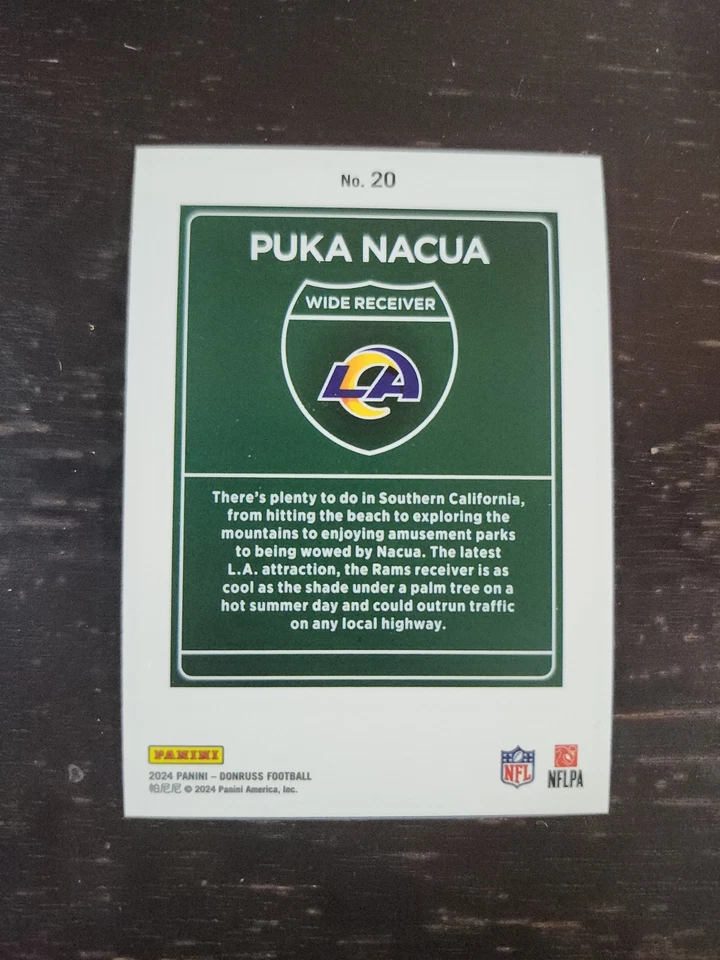 No. 20
PUKA NACUA
WIDE RECEIVER
LA
There's plenty to do in Southern California,
from hitting the beach to exploring the
mountains to enjoying amusement parks
to being wowed by Nacua. The latest
L.A. attraction, the Rams receiver is as
cool as the shade under a palm tree on a
hot summer day and could outrun traffic
on any local highway.
PANINI
2024 PANINI – DONRUSS FOOTBALL
帕尼尼 © 2024 Panini America, Inc.
NFL
NFLPA